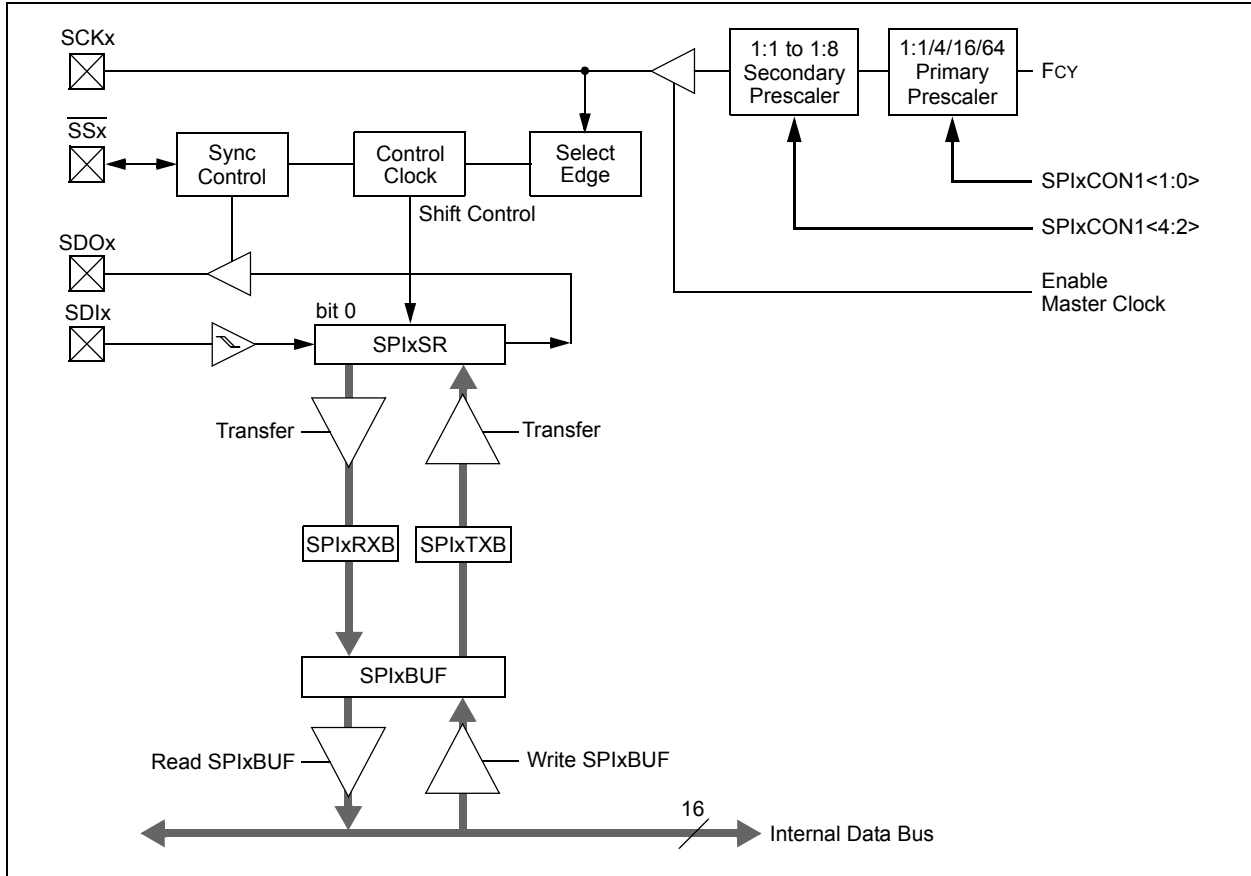 SCKx
1:1 to 1:8
Secondary
Prescaler
1:1/4/16/64
Primary
Prescaler
FCY
SSx
Sync
Control
Control
Clock
Select
Edge
SPIxCON1<1:0>
Shift Control
SPIxCON1<4:2>
SDOx
Enable
Master Clock
SDIx
bit 0
SPIxSR
Transfer
Transfer
SPIxRXB
SPIxTXB
SPIxBUF
Read SPIxBUF
Write SPIxBUF
16
Internal Data Bus